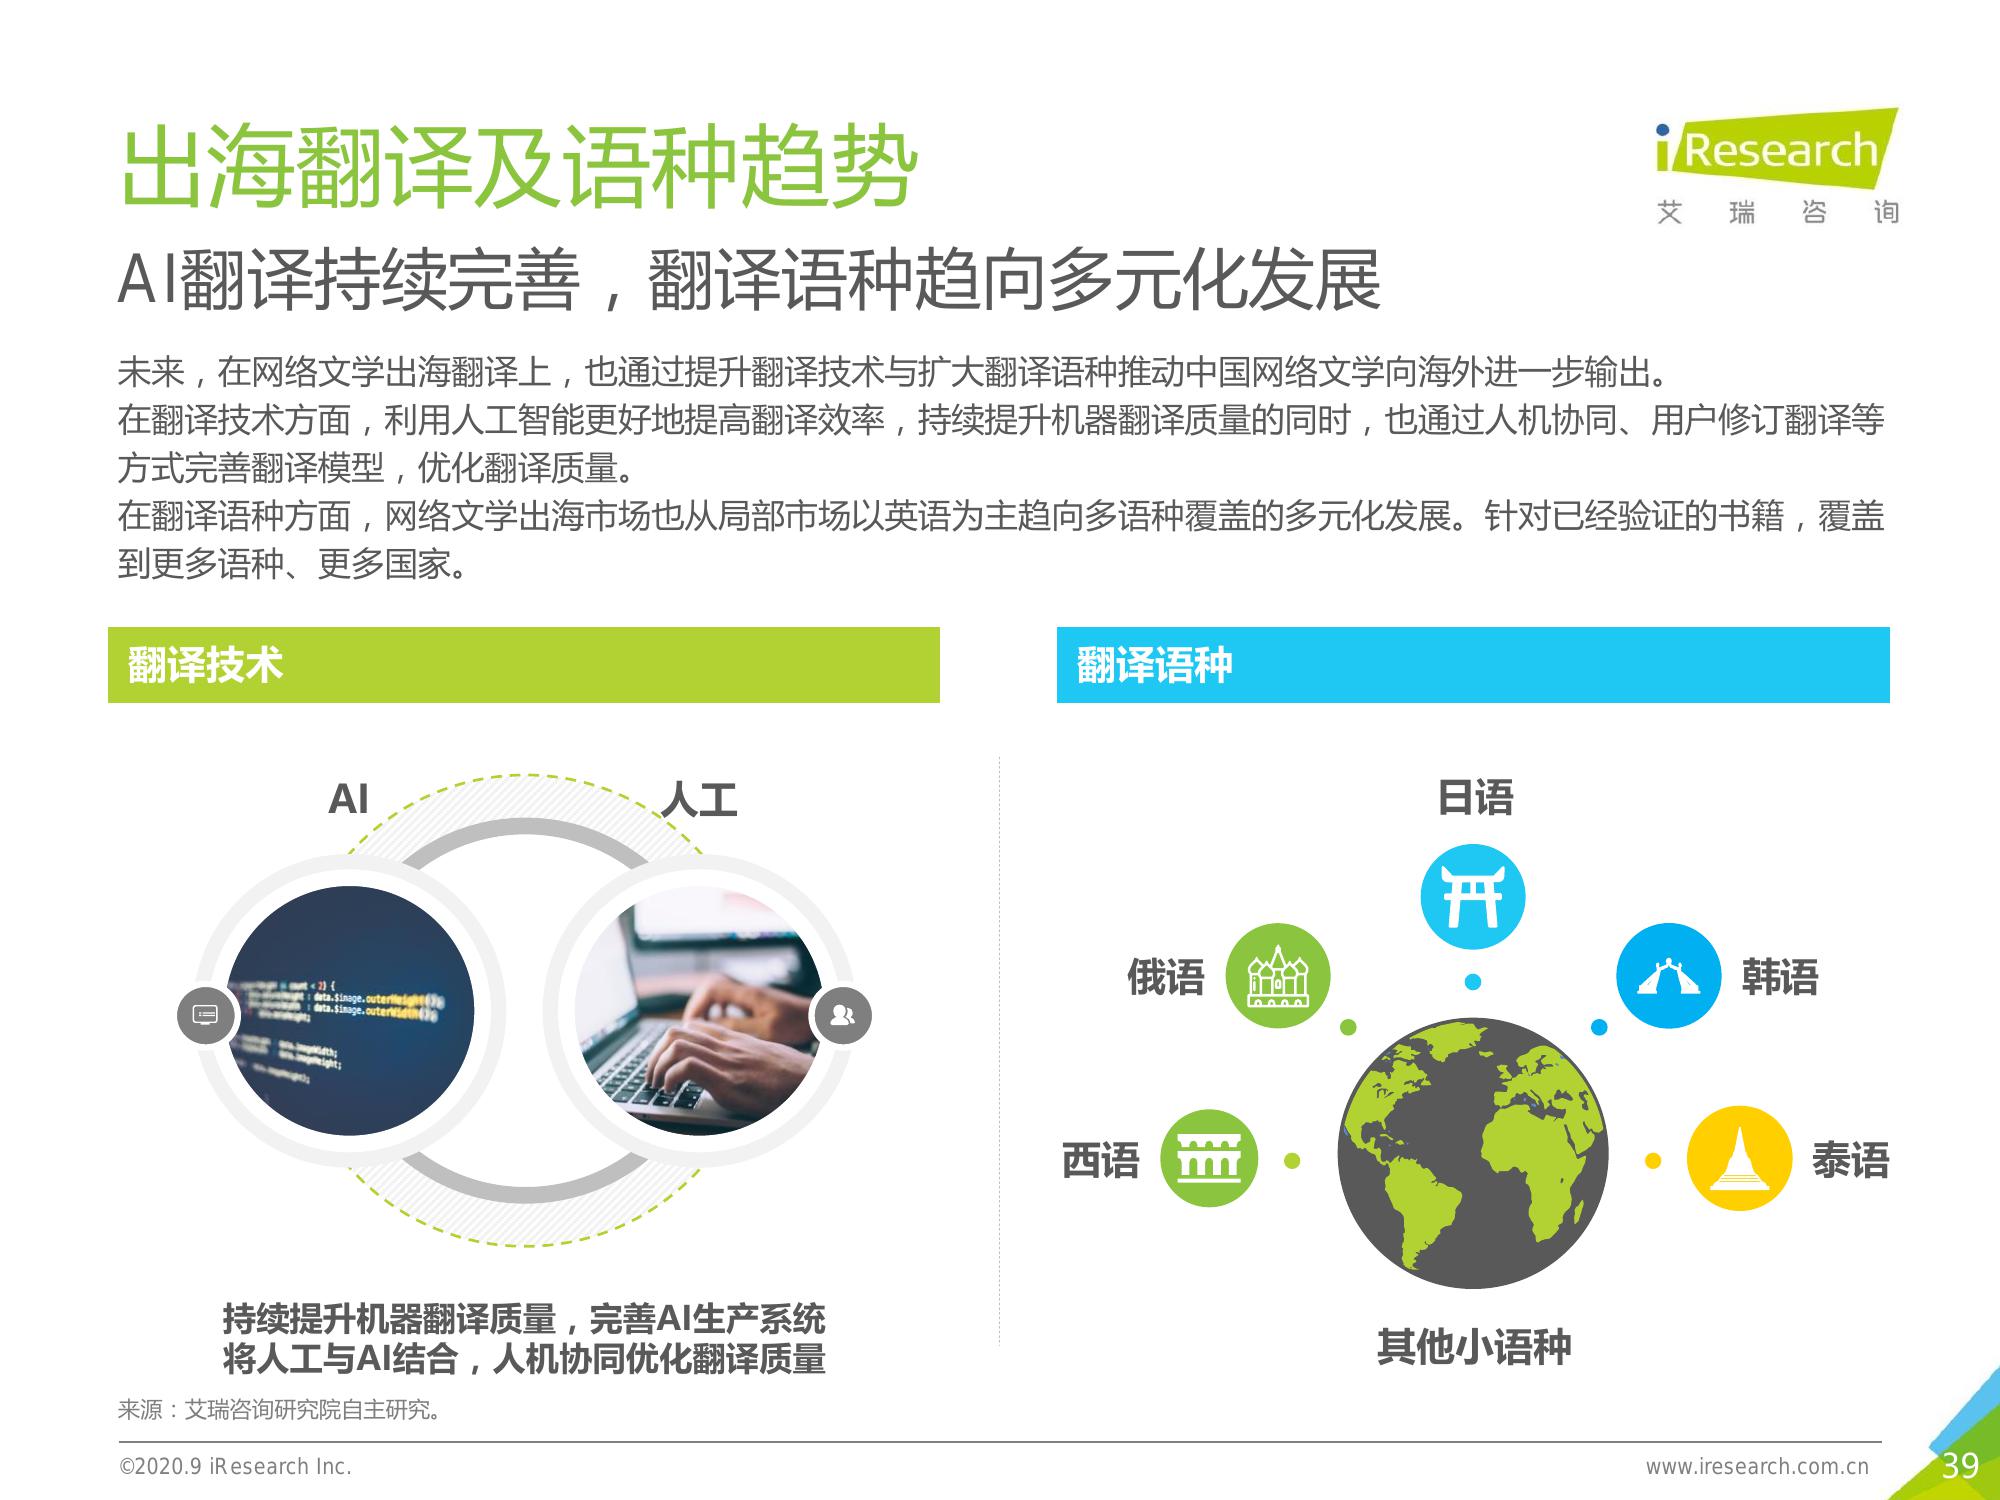 出海翻译及语种趋势
iResearch
艾瑞咨询
AI翻译持续完善，翻译语种趋向多元化发展
未来，在网络文学出海翻译上，也通过提升翻译技术与扩大翻译语种推动中国网络文学向海外进一步输出。
在翻译技术方面，利用人工智能更好地提高翻译效率，持续提升机器翻译质量的同时，也通过人机协同、用户修订翻译等
方式完善翻译模型，优化翻译质量。
在翻译语种方面，网络文学出海市场也从局部市场以英语为主趋向多语种覆盖的多元化发展。针对已经验证的书籍，覆盖
到更多语种、更多国家。
翻译技术
AI
人工
count < 2) {
: data.$image.outerHeight();
: data.$image.outerWidth();
持续提升机器翻译质量，完善AI生产系统
将人工与AI结合，人机协同优化翻译质量
翻译语种
日语
俄语
韩语
西语
泰语
其他小语种
来源：艾瑞咨询研究院自主研究。
©2020.9 iResearch Inc.
www.iresearch.com.cn
39